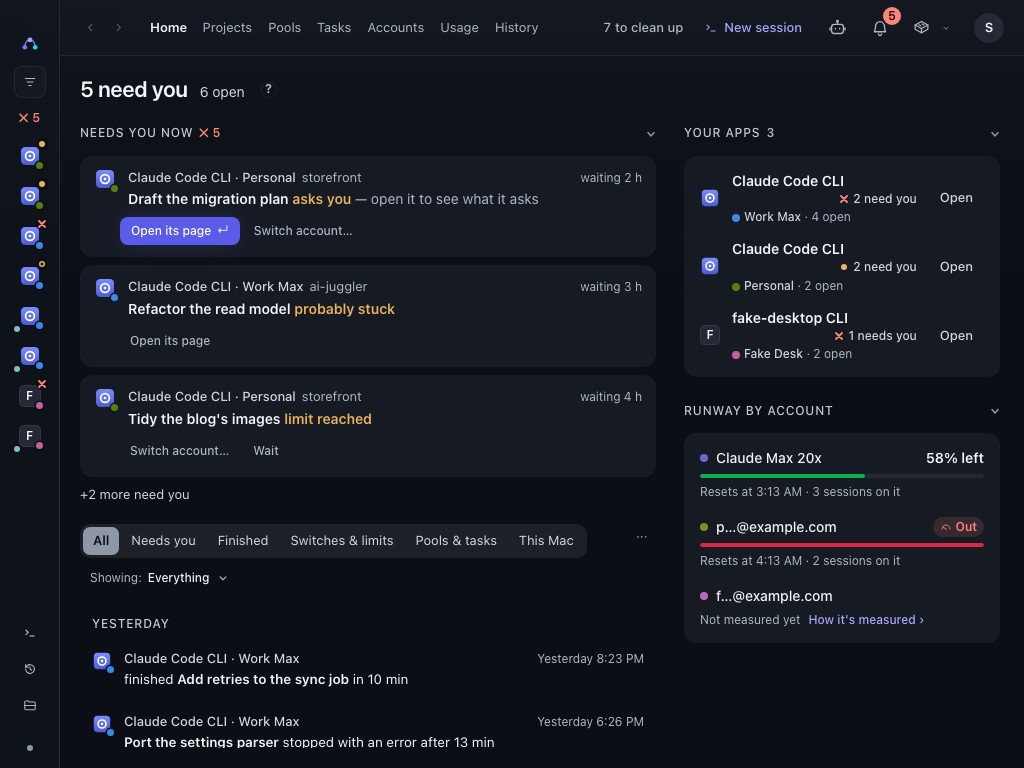 Home Projects Pools Tasks Accounts Usage History 7 to clean up New session 5 S
5 need you 6 open ?
5
NEEDS YOU NOW 5
Claude Code CLI · Personal storefront waiting 2 h
Draft the migration plan asks you — open it to see what it asks
Open its page Switch account...
Claude Code CLI · Work Max ai-juggler waiting 3 h
Refactor the read model probably stuck
Open its page
Claude Code CLI · Personal storefront waiting 4 h
Tidy the blog's images limit reached
Switch account... Wait
+2 more need you
All Needs you Finished Switches & limits Pools & tasks This Mac ...
Showing: Everything
YESTERDAY
Claude Code CLI · Work Max Yesterday 8:23 PM
finished Add retries to the sync job in 10 min
Claude Code CLI · Work Max Yesterday 6:26 PM
Port the settings parser stopped with an error after 13 min
F
F
YOUR APPS 3
Claude Code CLI
2 need you Open
Work Max · 4 open
Claude Code CLI
2 need you Open
Personal · 2 open
F fake-desktop CLI
1 needs you Open
Fake Desk · 2 open
RUNWAY BY ACCOUNT
Claude Max 20x 58% left
Resets at 3:13 AM · 3 sessions on it
p...@example.com Out
Resets at 4:13 AM · 2 sessions on it
f...@example.com
Not measured yet How it's measured ›